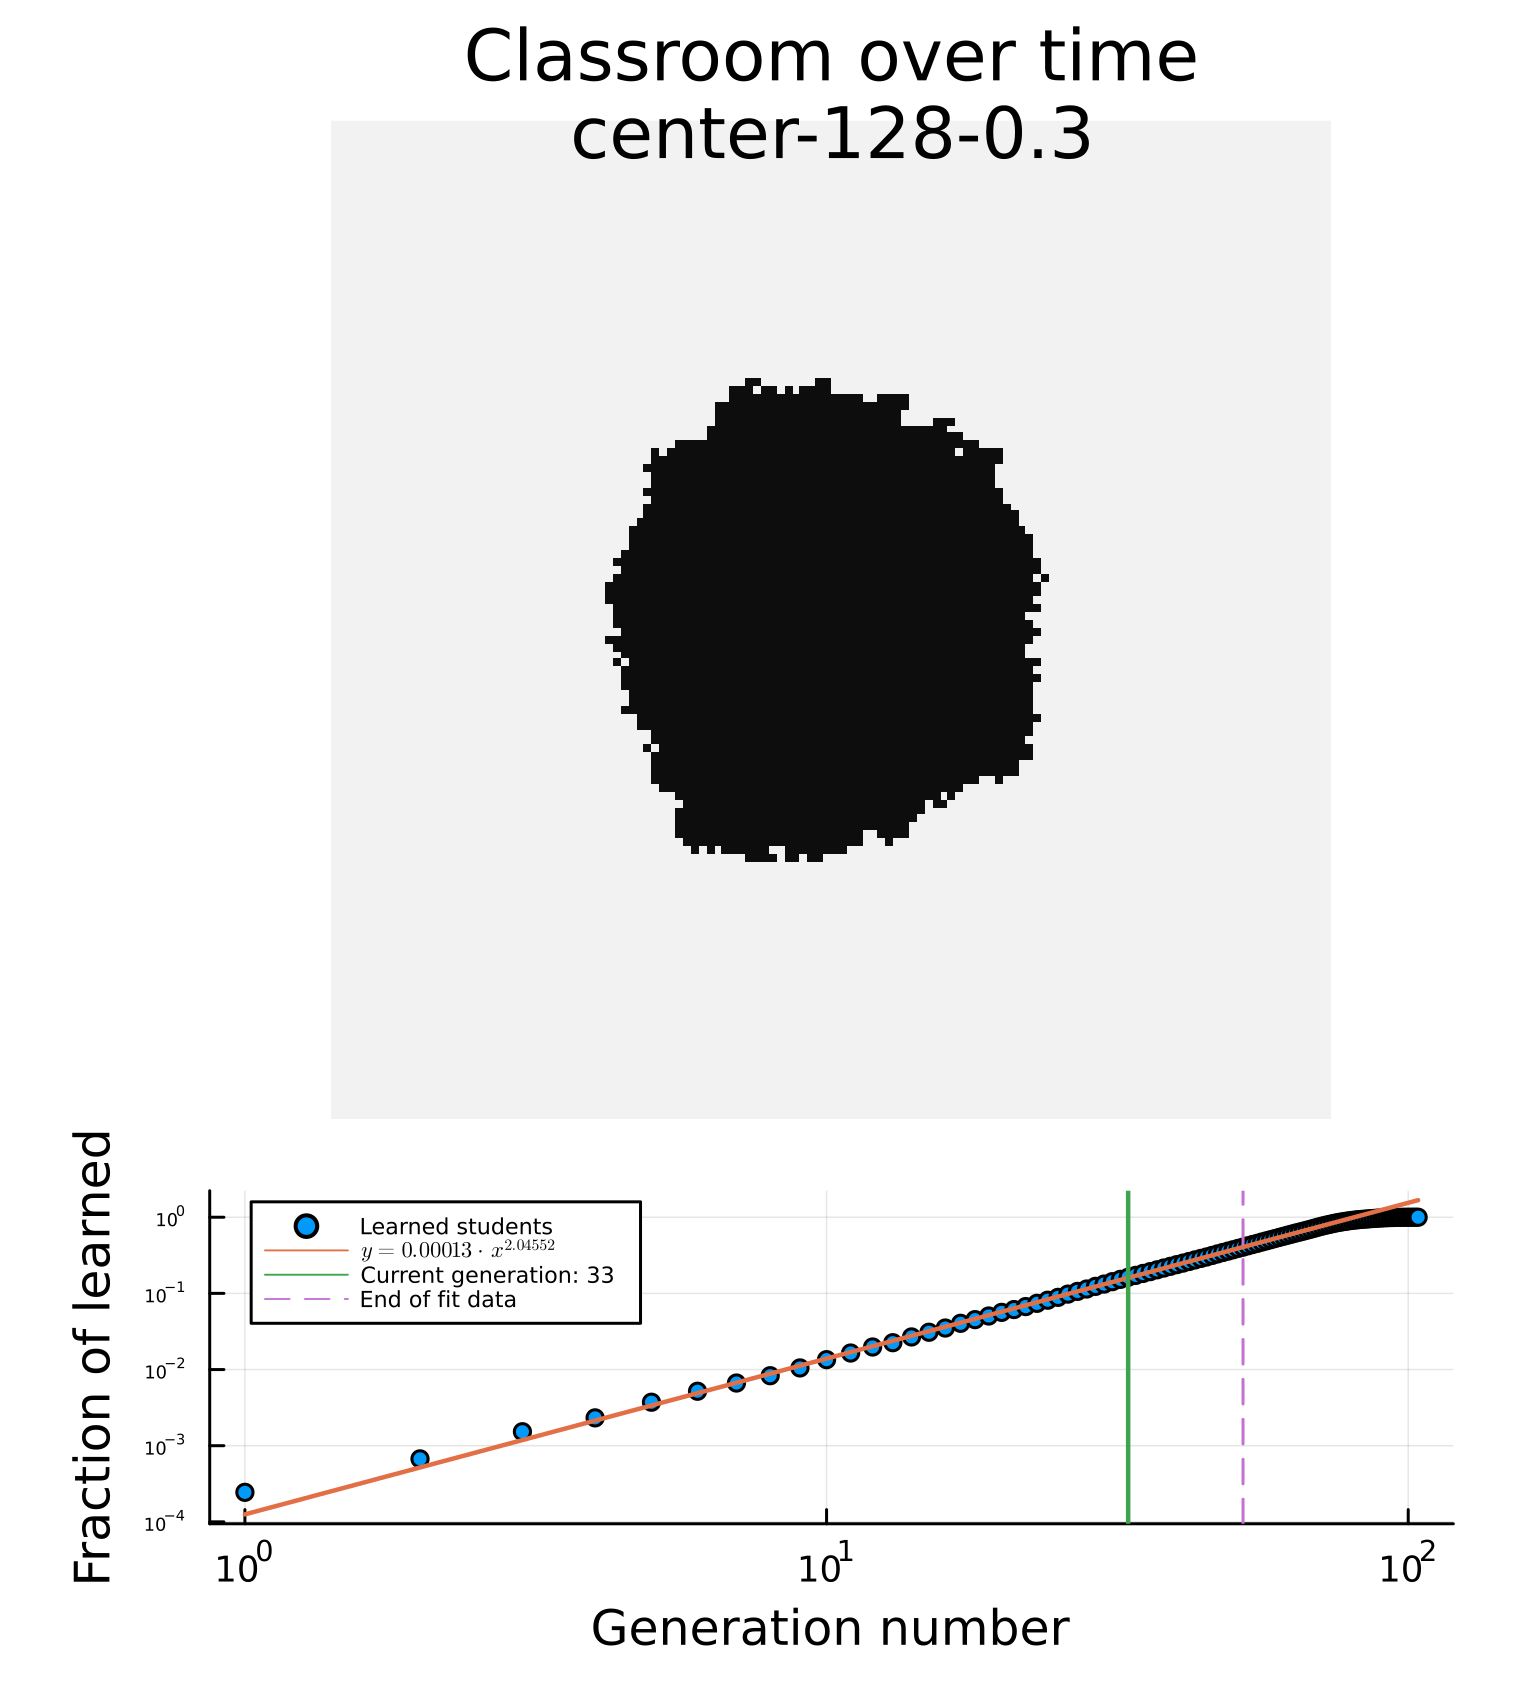 Classroom over time
center-128-0.3
Fraction of learned
10^0
10^−1
10^−2
10^−3
10^−4
Learned students
y = 0.00013 · x^2.04552
Current generation: 33
End of fit data
10^0 10^1 10^2
Generation number